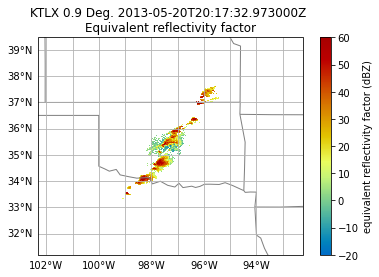 KTLX 0.9 Deg. 2013-05-20T20:17:32.973000Z
Equivalent reflectivity factor
39°N
38°N
37°N
36°N
35°N
34°N
33°N
32°N
102°W 100°W 98°W 96°W 94°W
60
50
40
30
20
10
0
−10
−20
equivalent reflectivity factor (dBZ)